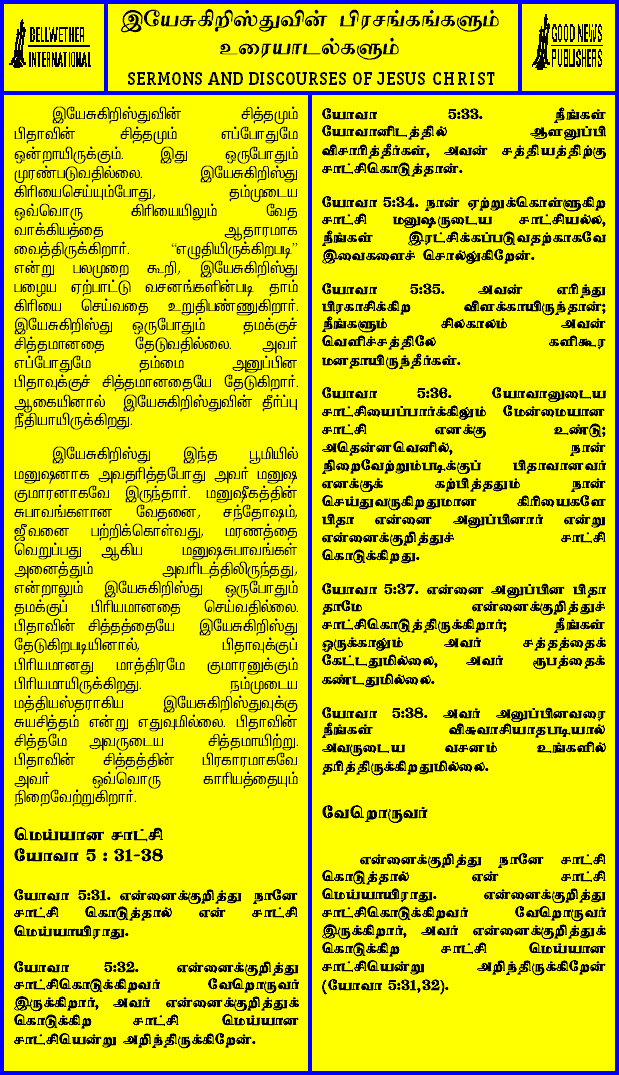 BELLWETHER
INTERNATIONAL
இயேசுகிறிஸ்துவின் பிரசங்கங்களும்
உரையாடல்களும்
SERMONS AND DISCOURSES OF JESUS CHRIST
GOOD NEWS
PUBLISHERS
இயேசுகிறிஸ்துவின் சித்தமும்
பிதாவின் சித்தமும் எப்போதுமே
ஒன்றாயிருக்கும். இது ஒருபோதும்
முரண்படுவதில்லை. இயேசுகிறிஸ்து
கிரியைசெய்யும்போது, தம்முடைய
ஒவ்வொரு கிரியையிலும் வேத
வாக்கியத்தை ஆதாரமாக
வைத்திருக்கிறார். “எழுதியிருக்கிறபடி”
என்று பலமுறை கூறி, இயேசுகிறிஸ்து
பழைய ஏற்பாட்டு வசனங்களின்படி தாம்
கிரியை செய்வதை உறுதிபண்ணுகிறார்.
இயேசுகிறிஸ்து ஒருபோதும் தமக்குச்
சித்தமானதை தேடுவதில்லை. அவர்
எப்போதுமே தம்மை அனுப்பின
பிதாவுக்குச் சித்தமானதையே தேடுகிறார்.
ஆகையினால் இயேசுகிறிஸ்துவின் தீர்ப்பு
நீதியாயிருக்கிறது.
இயேசுகிறிஸ்து இந்த பூமியில்
மனுஷனாக அவதரித்தபோது அவர் மனுஷ
குமாரனாகவே இருந்தார். மனுஷீகத்தின்
சுபாவங்களான வேதனை, சந்தோஷம்,
ஜீவனை பற்றிக்கொள்வது, மரணத்தை
வெறுப்பது ஆகிய மனுஷசுபாவங்கள்
அனைத்தும் அவரிடத்திலிருந்தது,
என்றாலும் இயேசுகிறிஸ்து ஒருபோதும்
தமக்குப் பிரியமானதை செய்வதில்லை.
பிதாவின் சித்தத்தையே இயேசுகிறிஸ்து
தேடுகிறபடியினால், பிதாவுக்குப்
பிரியமானது மாத்திரமே குமாரனுக்கும்
பிரியமாயிருக்கிறது. நம்முடைய
மத்தியஸ்தராகிய இயேசுகிறிஸ்துவுக்கு
சுயசித்தம் என்று எதுவுமில்லை. பிதாவின்
சித்தமே அவருடைய சித்தமாயிற்று.
பிதாவின் சித்தத்தின் பிரகாரமாகவே
அவர் ஒவ்வொரு காரியத்தையும்
நிறைவேற்றுகிறார்.
மெய்யான சாட்சி
யோவா 5 : 31-38
யோவா 5:31. என்னைக்குறித்து நானே
சாட்சி கொடுத்தால் என் சாட்சி
மெய்யாயிராது.
யோவா 5:32. என்னைக்குறித்து
சாட்சிகொடுக்கிறவர் வேறொருவர்
இருக்கிறார், அவர் என்னைக்குறித்துக்
கொடுக்கிற சாட்சி மெய்யான
சாட்சியென்று அறிந்திருக்கிறேன்.
யோவா 5:33. நீங்கள்
யோவானிடத்தில் ஆளனுப்பி
விசாரித்தீர்கள், அவன் சத்தியத்திற்கு
சாட்சிகொடுத்தான்.
யோவா 5:34. நான் ஏற்றுக்கொள்ளுகிற
சாட்சி மனுஷருடைய சாட்சியல்ல,
நீங்கள் இரட்சிக்கப்படுவதற்காகவே
இவைகளைச் சொல்லுகிறேன்.
யோவா 5:35. அவன் எரிந்து
பிரகாசிக்கிற விளக்காயிருந்தான்;
நீங்களும் சிலகாலம் அவன்
வெளிச்சத்திலே களிகூர
மனதாயிருந்தீர்கள்.
யோவா 5:36. யோவானுடைய
சாட்சியைப்பார்க்கிலும் மேன்மையான
சாட்சி எனக்கு உண்டு;
அதென்னவெனில், நான்
நிறைவேற்றும்படிக்குப் பிதாவானவர்
எனக்குக் கற்பித்ததும் நான்
செய்துவருகிறதுமான கிரியைகளே
பிதா என்னை அனுப்பினார் என்று
என்னைக்குறித்துச் சாட்சி
கொடுக்கிறது.
யோவா 5:37. என்னை அனுப்பின பிதா
தாமே என்னைக்குறித்துச்
சாட்சிகொடுத்திருக்கிறார்; நீங்கள்
ஒருக்காலும் அவர் சத்தத்தைக்
கேட்டதுமில்லை, அவர் ரூபத்தைக்
கண்டதுமில்லை.
யோவா 5:38. அவர் அனுப்பினவரை
நீங்கள் விசுவாசியாதபடியால்
அவருடைய வசனம் உங்களில்
தரித்திருக்கிறதுமில்லை.
வேறொருவர்
என்னைக்குறித்து நானே சாட்சி
கொடுத்தால் என் சாட்சி
மெய்யாயிராது. என்னைக்குறித்து
சாட்சிகொடுக்கிறவர் வேறொருவர்
இருக்கிறார், அவர் என்னைக்குறித்துக்
கொடுக்கிற சாட்சி மெய்யான
சாட்சியென்று அறிந்திருக்கிறேன்
(யோவா 5:31,32).